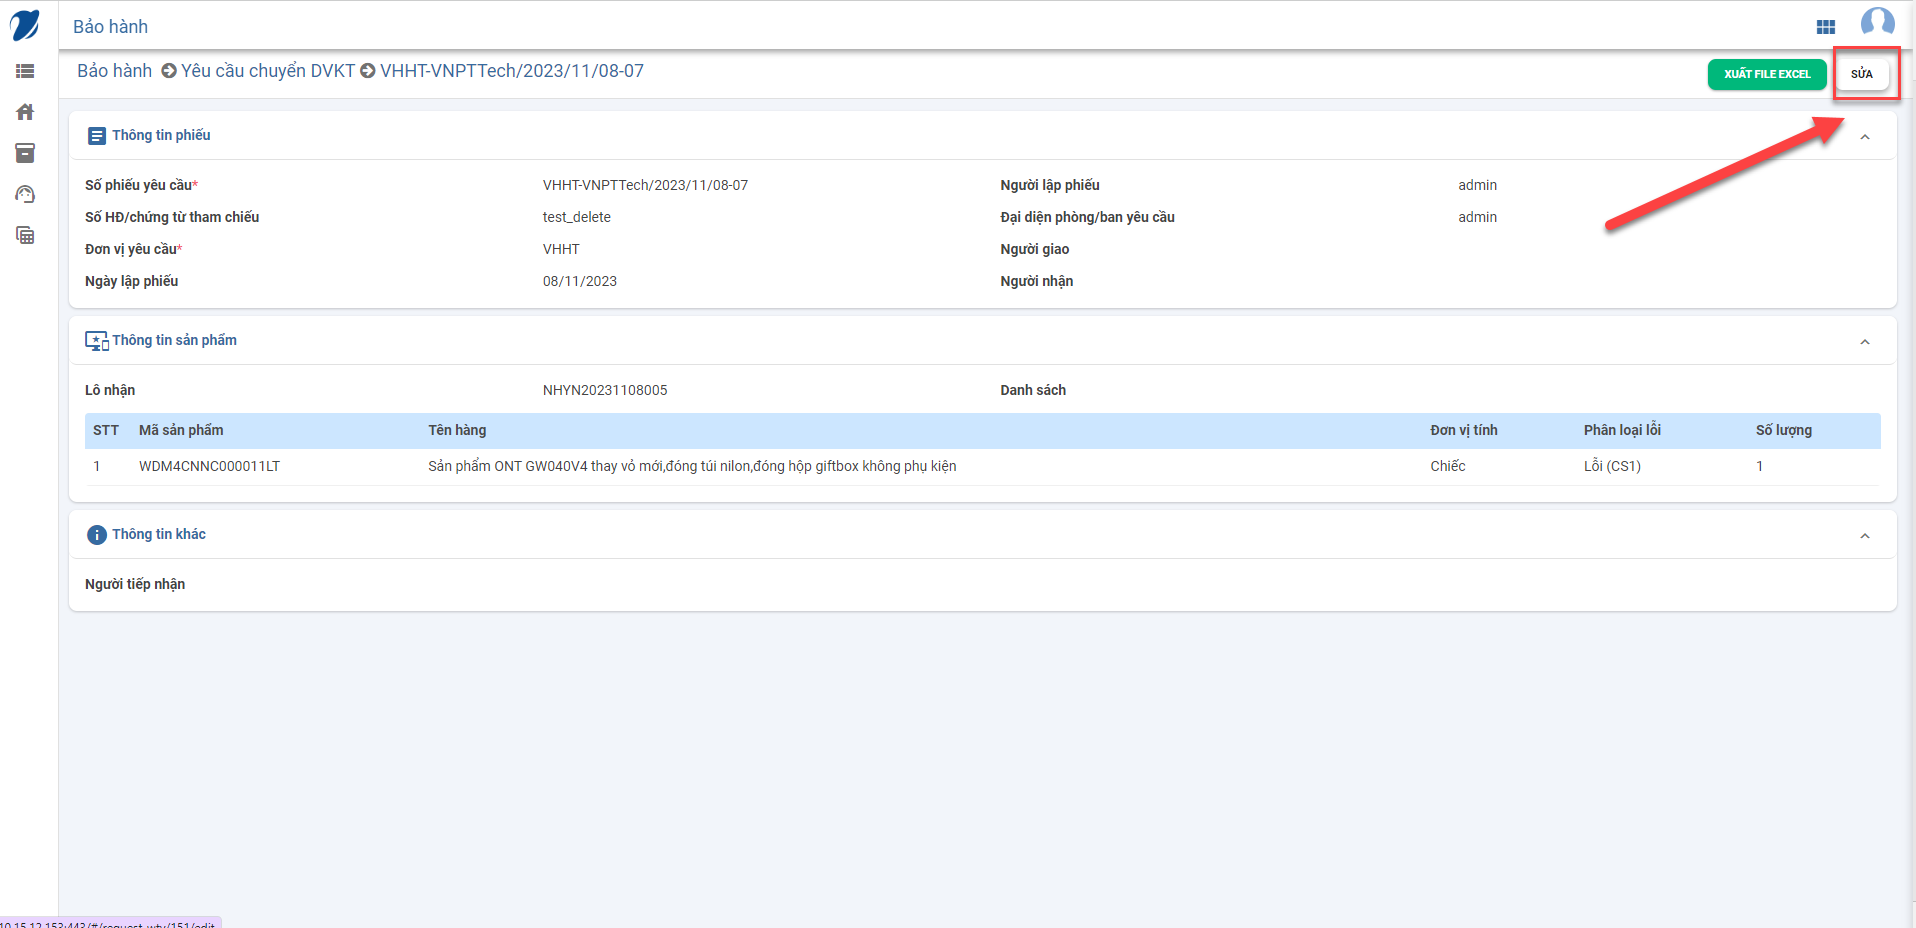 Bảo hành
Bảo hành Yêu cầu chuyển DVKT VHHT-VNPTTech/2023/11/08-07
XUẤT FILE EXCEL
SỬA
Thông tin phiếu
Số phiếu yêu cầu* VHHT-VNPTTech/2023/11/08-07 Người lập phiếu admin
Số HĐ/chứng từ tham chiếu test_delete Đại diện phòng/ban yêu cầu admin
Đơn vị yêu cầu* VHHT Người giao
Ngày lập phiếu 08/11/2023 Người nhận
Thông tin sản phẩm
Lô nhận NHYN20231108005 Danh sách
STT Mã sản phẩm Tên hàng Đơn vị tính Phân loại lỗi Số lượng
1 WDM4CNNC000011LT Sản phẩm ONT GW040V4 thay vỏ mới,đóng túi nilon,đóng hộp giftbox không phụ kiện Chiếc Lỗi (CS1) 1
Thông tin khác
Người tiếp nhận
10.15.12.153:443/#/request-wty/151/edit